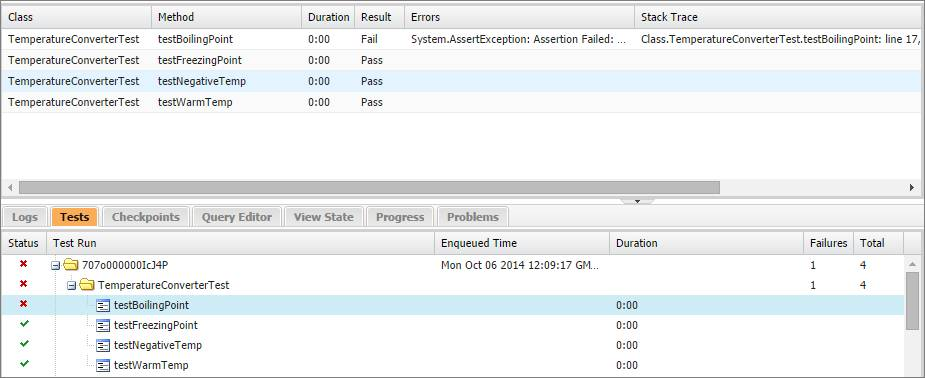 Class Method Duration Result Errors Stack Trace
TemperatureConverterTest testBoilingPoint 0:00 Fail System.AssertException: Assertion Failed: ... Class.TemperatureConverterTest.testBoilingPoint: line 17,
TemperatureConverterTest testFreezingPoint 0:00 Pass
TemperatureConverterTest testNegativeTemp 0:00 Pass
TemperatureConverterTest testWarmTemp 0:00 Pass
Logs Tests Checkpoints Query Editor View State Progress Problems
Status Test Run Enqueued Time Duration Failures Total
707o000000IcJ4P Mon Oct 06 2014 12:09:17 GM... 1 4
TemperatureConverterTest 1 4
testBoilingPoint 0:00
testFreezingPoint 0:00
testNegativeTemp 0:00
testWarmTemp 0:00